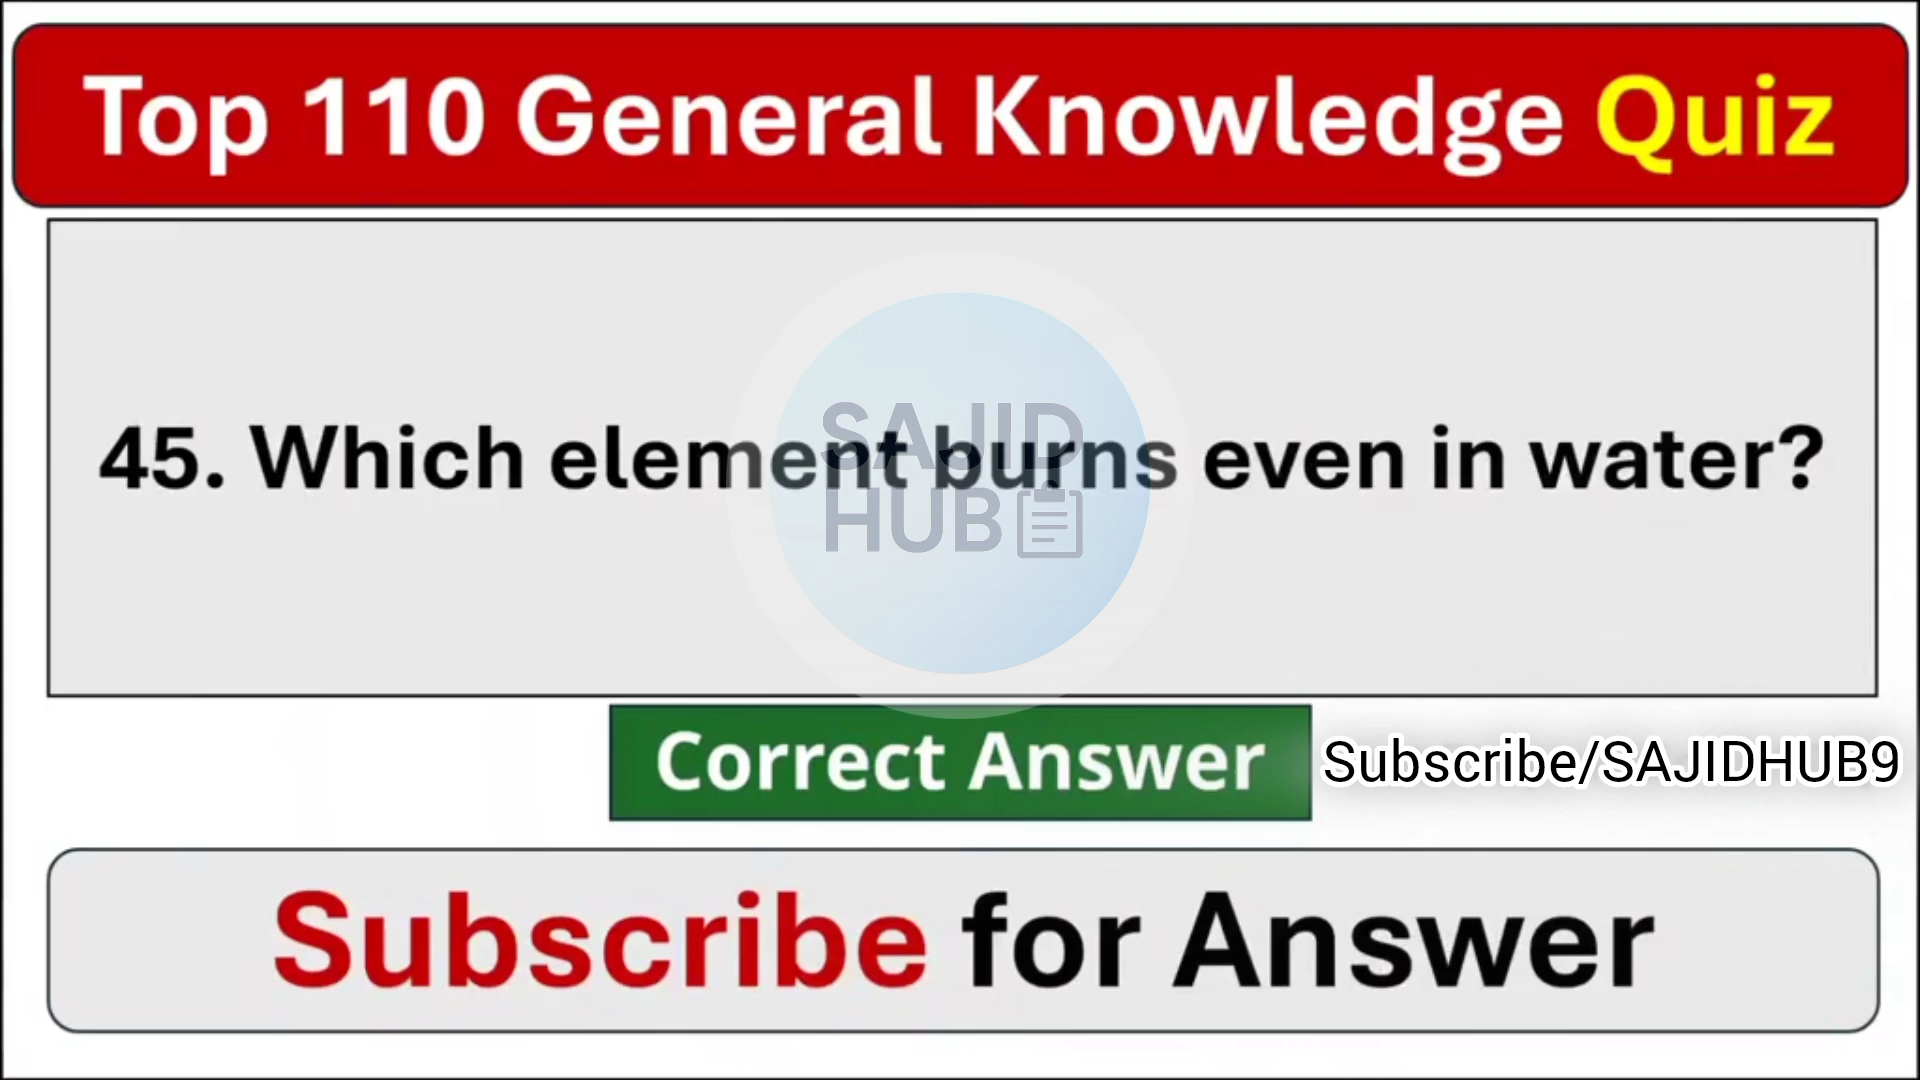 Top 110 General Knowledge Quiz
45. Which element burns even in water?
SAJID
HUB
Correct Answer
Subscribe/SAJIDHUB9
Subscribe for Answer